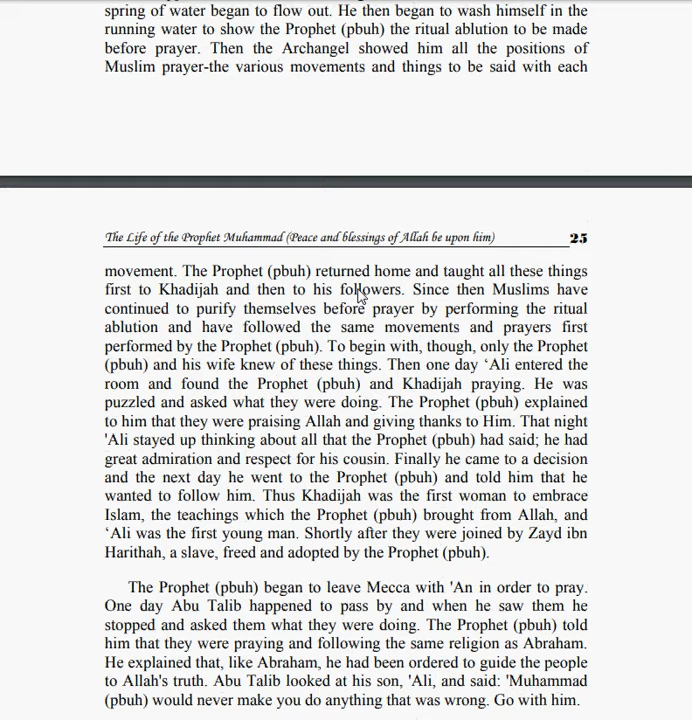 spring of water began to flow out. He then began to wash himself in the
running water to show the Prophet (pbuh) the ritual ablution to be made
before prayer. Then the Archangel showed him all the positions of
Muslim prayer-the various movements and things to be said with each
The Life of the Prophet Muhammad (Peace and blessings of Allah be upon him) 25
movement. The Prophet (pbuh) returned home and taught all these things
first to Khadijah and then to his followers. Since then Muslims have
continued to purify themselves before prayer by performing the ritual
ablution and have followed the same movements and prayers first
performed by the Prophet (pbuh). To begin with, though, only the Prophet
(pbuh) and his wife knew of these things. Then one day ‘Ali entered the
room and found the Prophet (pbuh) and Khadijah praying. He was
puzzled and asked what they were doing. The Prophet (pbuh) explained
to him that they were praising Allah and giving thanks to Him. That night
'Ali stayed up thinking about all that the Prophet (pbuh) had said; he had
great admiration and respect for his cousin. Finally he came to a decision
and the next day he went to the Prophet (pbuh) and told him that he
wanted to follow him. Thus Khadijah was the first woman to embrace
Islam, the teachings which the Prophet (pbuh) brought from Allah, and
‘Ali was the first young man. Shortly after they were joined by Zayd ibn
Harithah, a slave, freed and adopted by the Prophet (pbuh).
The Prophet (pbuh) began to leave Mecca with 'An in order to pray.
One day Abu Talib happened to pass by and when he saw them he
stopped and asked them what they were doing. The Prophet (pbuh) told
him that they were praying and following the same religion as Abraham.
He explained that, like Abraham, he had been ordered to guide the people
to Allah's truth. Abu Talib looked at his son, 'Ali, and said: 'Muhammad
(pbuh) would never make you do anything that was wrong. Go with him.